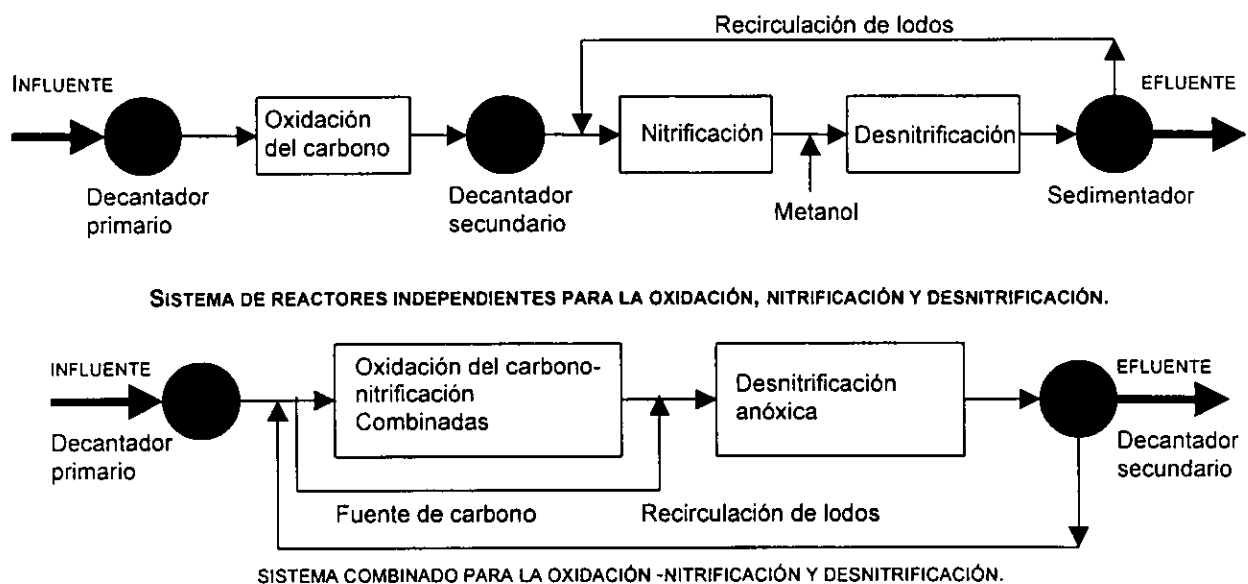 Recirculación de lodos
INFLUENTE
EFLUENTE
Oxidación
del carbono
Nitrificación
Desnitrificación
Decantador
primario
Decantador
secundario
Metanol
Sedimentador
SISTEMA DE REACTORES INDEPENDIENTES PARA LA OXIDACIÓN, NITRIFICACIÓN Y DESNITRIFICACIÓN.
INFLUENTE
Oxidación del carbono-
nitrificación
Combinadas
Desnitrificación
anóxica
EFLUENTE
Decantador
primario
Decantador
secundario
Fuente de carbono
Recirculación de lodos
SISTEMA COMBINADO PARA LA OXIDACIÓN -NITRIFICACIÓN Y DESNITRIFICACIÓN.